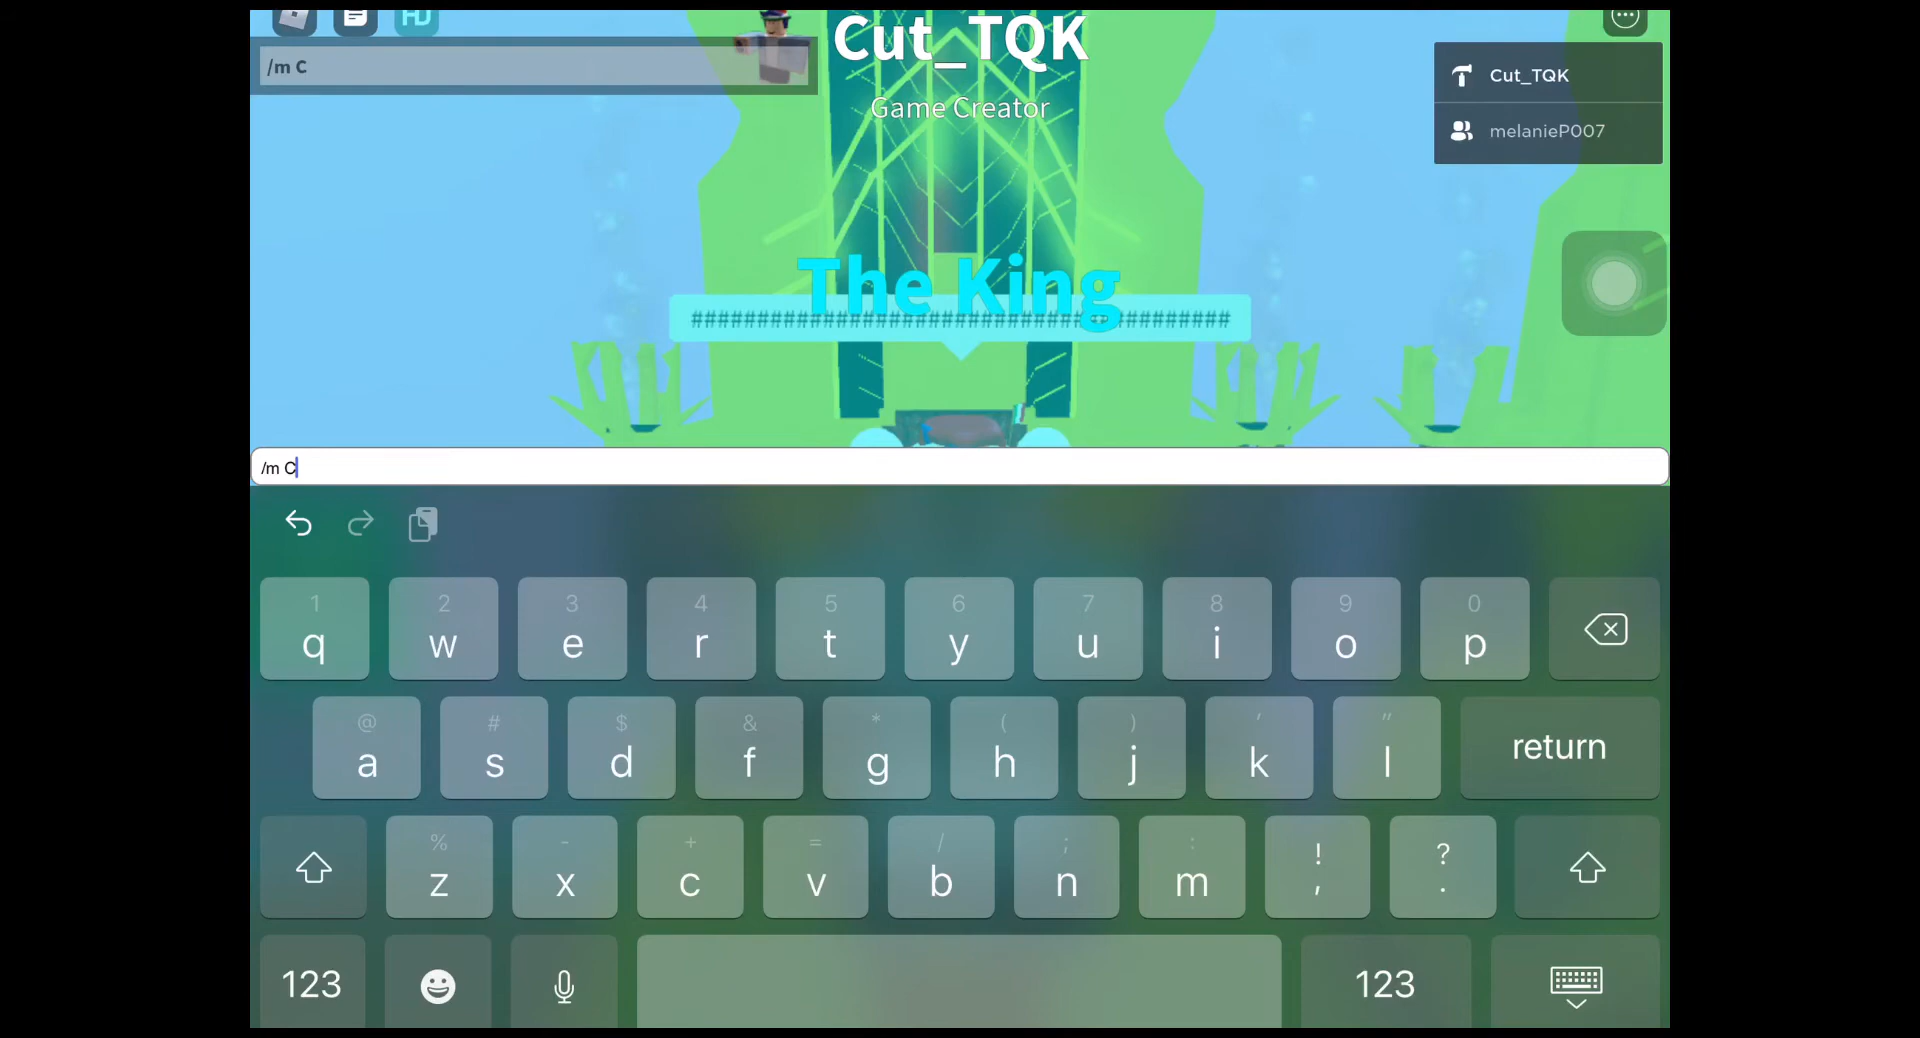 HD
/m C
Cut_TQK
Game Creator
Cut_TQK
melanieP007
The King
#########################################
/m C
1 2 3 4 5 6 7 8 9 0
q w e r t y u i o p
@ # $ & * ( ) ' "
a s d f g h j k l return
% - + = / ; : ! ?
z x c v b n m , .
123 123